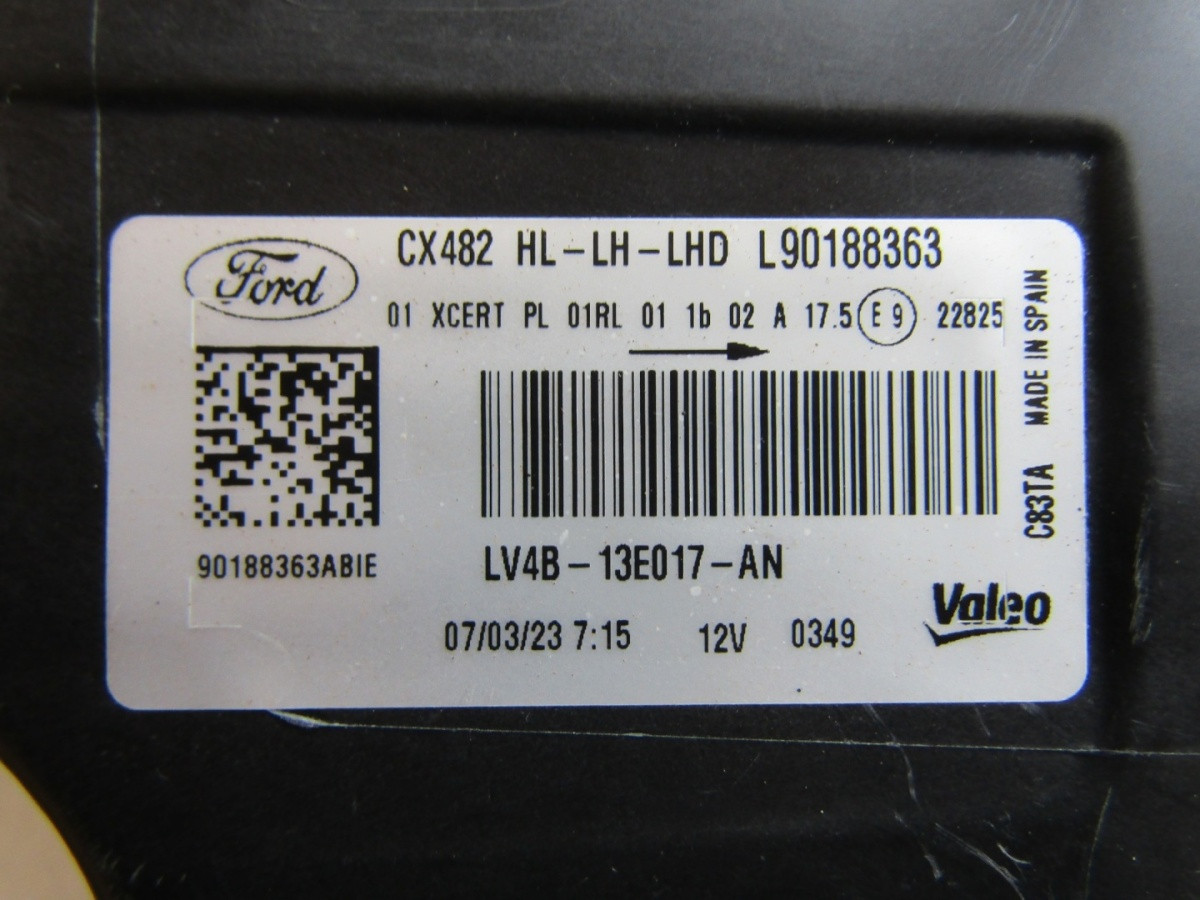 Ford
CX482 HL-LH-LHD L90188363
01 XCERT PL 01RL 01 1b 02 A 17.5 E 9 22825
90188363ABIE
LV4B-13E017-AN
07/03/23 7:15 12V 0349
Valeo
C83TA MADE IN SPAIN